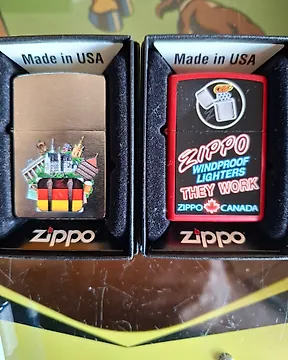 Made in USA
zippo
Made in USA
ZIPPO
WINDPROOF
LIGHTERS
THEY WORK
ZIPPO CANADA
zippo